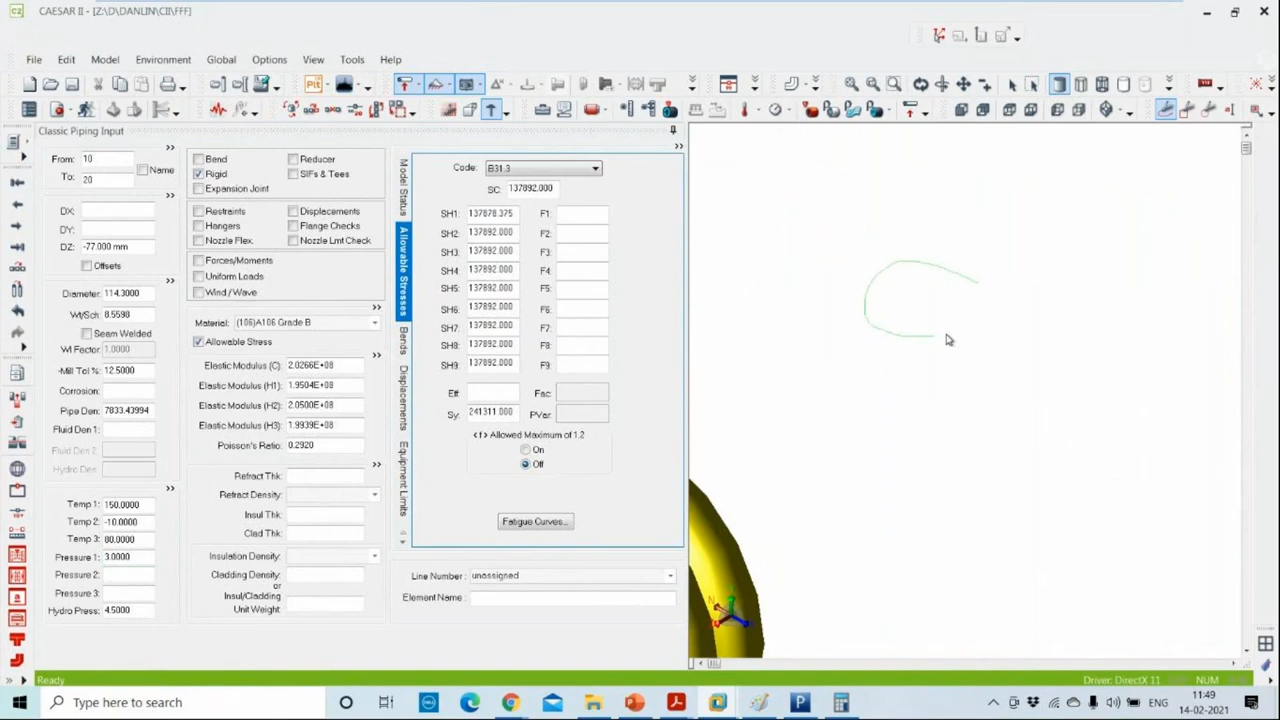 CAESAR II - [Z:\D\DANLIN\CII\FFF]
File Edit Model Environment Global Options View Tools Help
Classic Piping Input
From: 10
To: 20
Name
DX:
DY:
DZ: -77.000 mm
Offsets
Diameter: 114.3000
Wt/Sch: 8.5598
Seam Welded
WI Factor: 1.0000
-Mill Tol %: 12.5000
Corrosion:
Pipe Den: 7833.43994
Fluid Den 1:
Fluid Den 2:
Hydro Den:
Temp 1: 150.0000
Temp 2: -10.0000
Temp 3: 80.0000
Pressure 1: 3.0000
Pressure 2:
Pressure 3:
Hydro Press: 4.5000
Bend Reducer
Rigid SIFs & Tees
Expansion Joint
Restraints Displacements
Hangers Flange Checks
Nozzle Flex. Nozzle Lmt Check
Forces/Moments
Uniform Loads
Wind / Wave
Material: (106)A106 Grade B
Allowable Stress
Elastic Modulus (C): 2.0266E+08
Elastic Modulus (H1): 1.9504E+08
Elastic Modulus (H2): 2.0500E+08
Elastic Modulus (H3): 1.9939E+08
Poisson's Ratio: 0.2920
Refract Thk:
Refract Density:
Insul Thk:
Clad Thk:
Insulation Density:
Cladding Density:
or
Insul/Cladding
Unit Weight:
Model Status
Allowable Stresses
Bends
Displacements
Equipment Limits
Code: B31.3
SC: 137892.000
SH1: 137878.375 F1:
SH2: 137892.000 F2:
SH3: 137892.000 F3:
SH4: 137892.000 F4:
SH5: 137892.000 F5:
SH6: 137892.000 F6:
SH7: 137892.000 F7:
SH8: 137892.000 F8:
SH9: 137892.000 F9:
Eff: Fac:
Sy: 241311.000 PVar:
<f> Allowed Maximum of 1.2
On
Off
Fatigue Curves...
Line Number: unassigned
Element Name:
Ready Driver: DirectX 11 NUM
Type here to search
ENG
11:49
14-02-2021